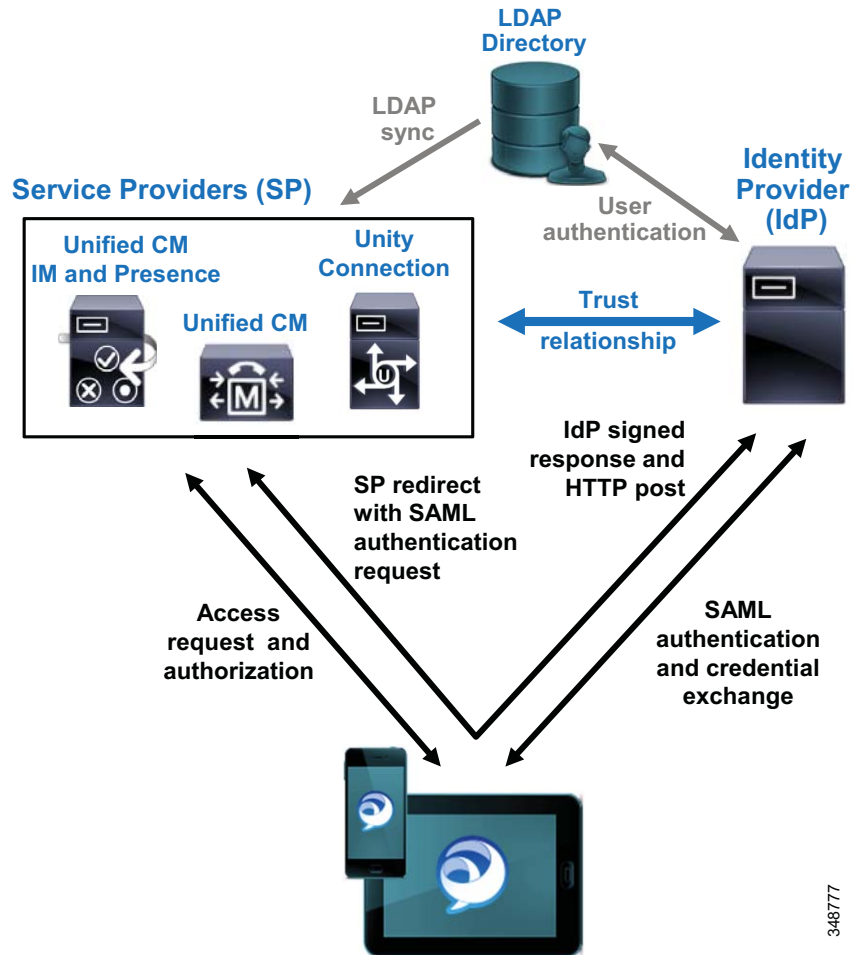 LDAP
Directory
LDAP
sync
Identity
Provider
(IdP)
Service Providers (SP)
User
authentication
Unified CM
IM and Presence
Unity
Connection
Unified CM
Trust
relationship
M
U
IdP signed
response and
HTTP post
SP redirect
with SAML
authentication
request
Access
request and
authorization
SAML
authentication
and credential
exchange
348777